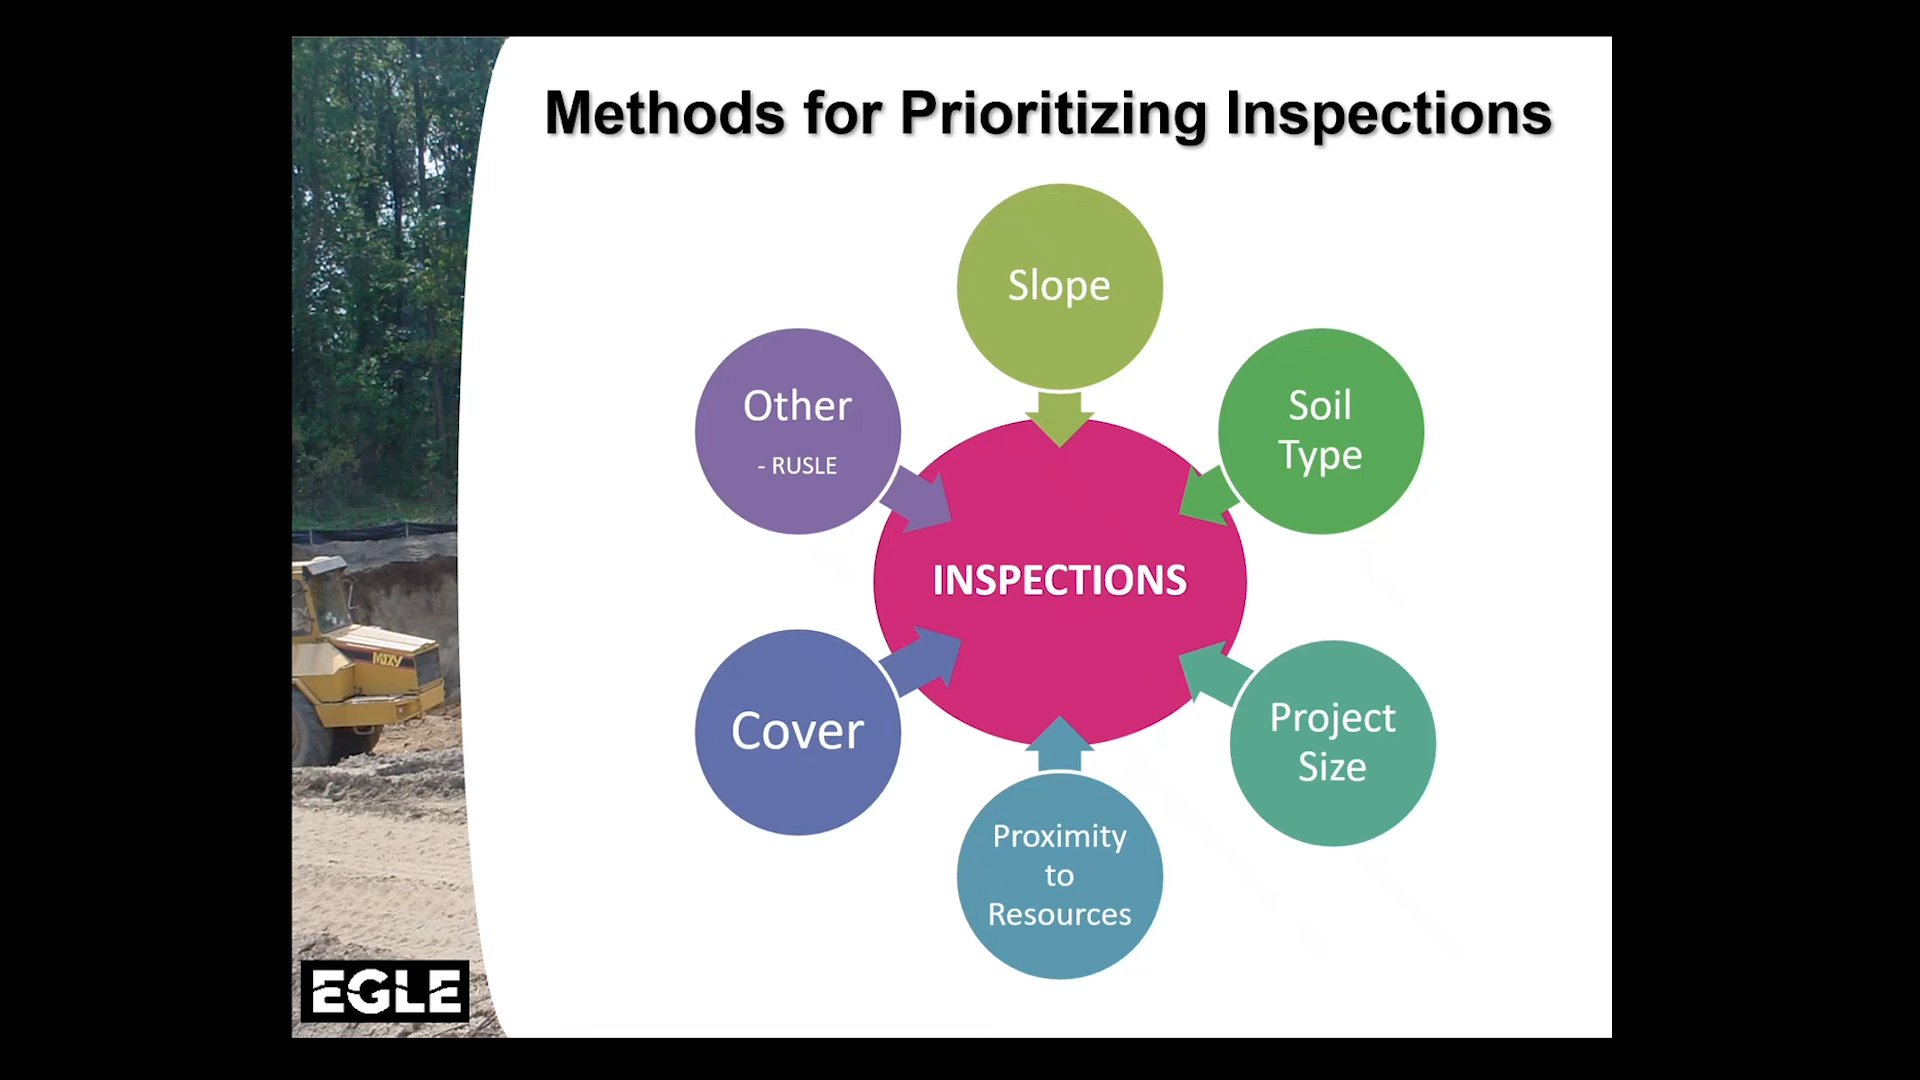 Methods for Prioritizing Inspections
Slope
Soil
Type
Project
Size
Proximity
to
Resources
Cover
Other
- RUSLE
INSPECTIONS
EGLE